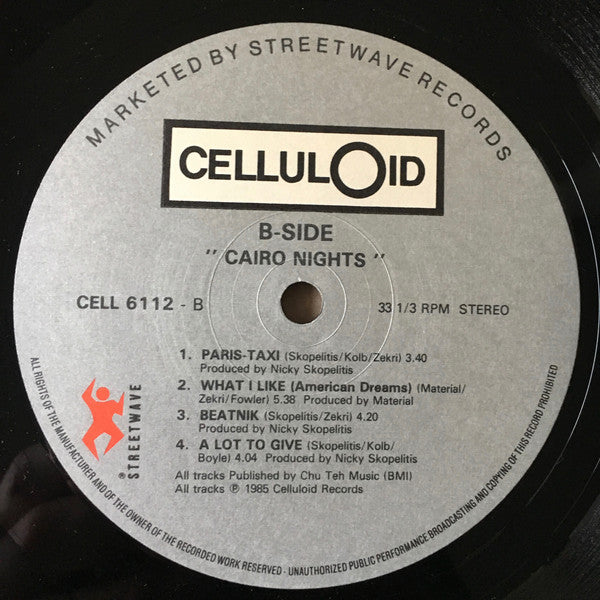 MARKETED BY STREETWAVE RECORDS
CELLULOID
B-SIDE
"CAIRO NIGHTS"
CELL 6112 - B
33 1/3 RPM STEREO
1. PARIS-TAXI (Skopelitis/Kolb/Zekri) 3.40
Produced by Nicky Skopelitis
2. WHAT I LIKE (American Dreams) (Material/
Zekri/Fowler) 5.38 Produced by Material
3. BEATNIK (Skopelitis/Zekri) 4.20
Produced by Nicky Skopelitis
4. A LOT TO GIVE (Skopelitis/Kolb/
Boyle) 4.04 Produced by Nicky Skopelitis
All tracks Published by Chu Teh Music (BMI)
All tracks ℗ 1985 Celluloid Records
® STREETWAVE
ALL RIGHTS OF THE MANUFACTURER AND OF THE OWNER OF THE RECORDED WORK RESERVED - UNAUTHORIZED PUBLIC PERFORMANCE BROADCASTING AND COPYING OF THIS RECORD PROHIBITED